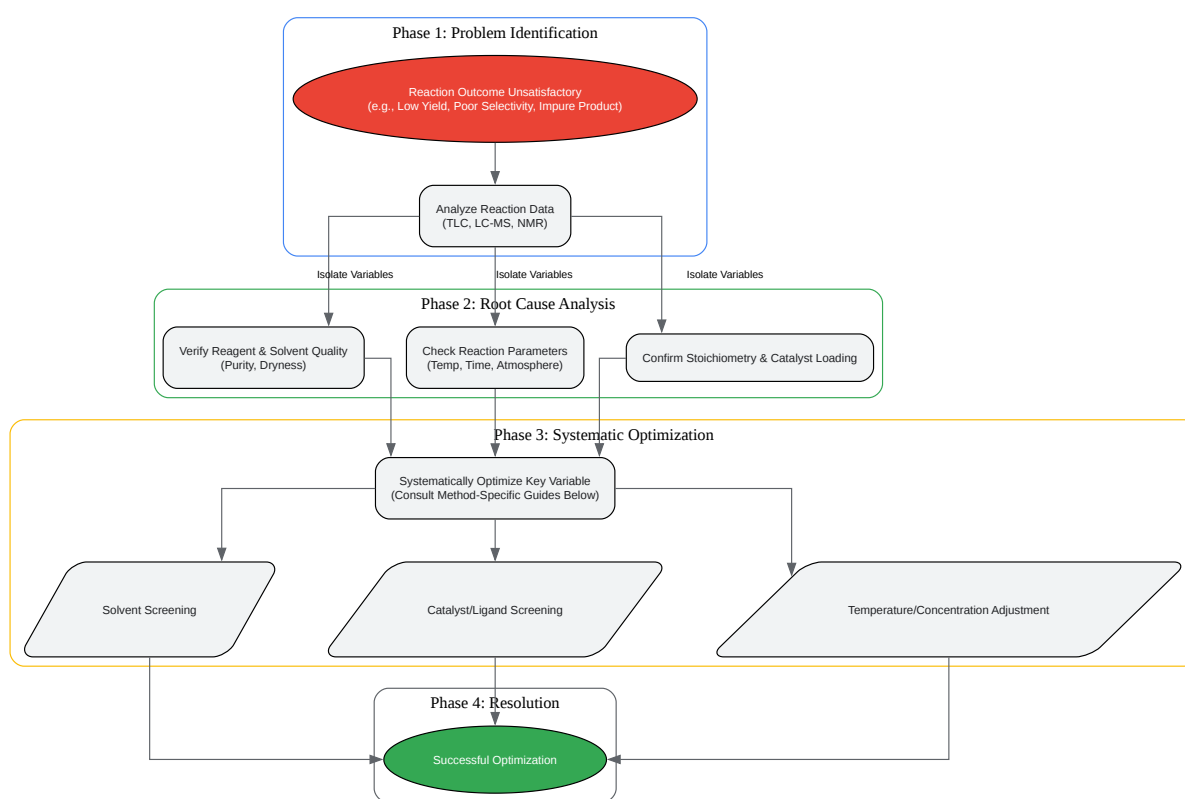 Phase 1: Problem Identification
Reaction Outcome Unsatisfactory
(e.g., Low Yield, Poor Selectivity, Impure Product)
Analyze Reaction Data
(TLC, LC-MS, NMR)
Isolate Variables
Isolate Variables
Isolate Variables
Phase 2: Root Cause Analysis
Verify Reagent & Solvent Quality
(Purity, Dryness)
Check Reaction Parameters
(Temp, Time, Atmosphere)
Confirm Stoichiometry & Catalyst Loading
Phase 3: Systematic Optimization
Systematically Optimize Key Variable
(Consult Method-Specific Guides Below)
Solvent Screening
Catalyst/Ligand Screening
Temperature/Concentration Adjustment
Phase 4: Resolution
Successful Optimization